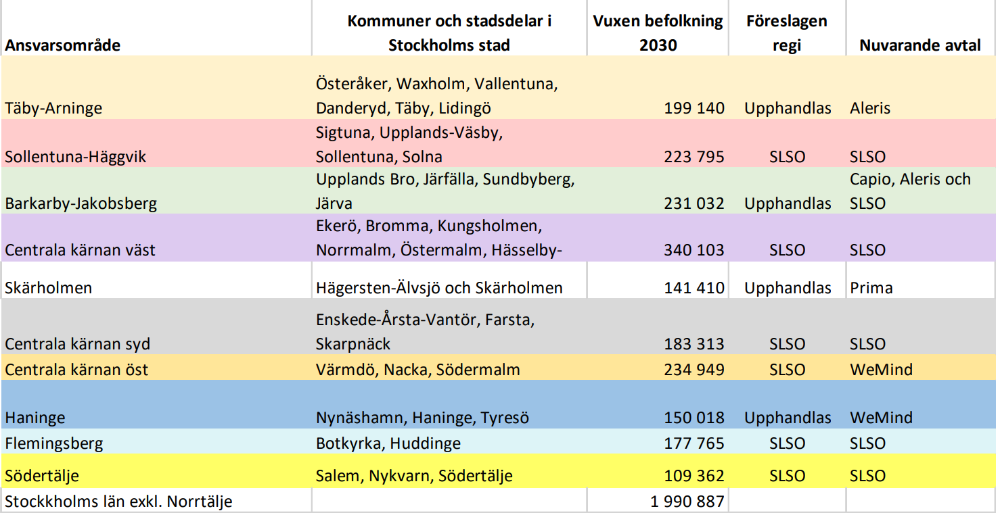 Kommuner och stadsdelar i Vuxen befolkning Föreslagen
Ansvarsområde Stockholms stad 2030 regi Nuvarande avtal
Österåker, Waxholm, Vallentuna,
Täby-Arninge Danderyd, Täby, Lidingö 199 140 Upphandlas Aleris
Sigtuna, Upplands-Väsby,
Sollentuna-Häggvik Sollentuna, Solna 223 795 SLSO SLSO
Upplands Bro, Järfälla, Sundbyberg, Capio, Aleris och
Barkarby-Jakobsberg Järva 231 032 Upphandlas SLSO
Ekerö, Bromma, Kungsholmen,
Centrala kärnan väst Norrmalm, Östermalm, Hässelby- 340 103 SLSO SLSO
Skärholmen Hägersten-Älvsjö och Skärholmen 141 410 Upphandlas Prima
Enskede-Årsta-Vantör, Farsta,
Centrala kärnan syd Skarpnäck 183 313 SLSO SLSO
Centrala kärnan öst Värmdö, Nacka, Södermalm 234 949 SLSO WeMind
Haninge Nynäshamn, Haninge, Tyresö 150 018 Upphandlas WeMind
Flemingsberg Botkyrka, Huddinge 177 765 SLSO SLSO
Södertälje Salem, Nykvarn, Södertälje 109 362 SLSO SLSO
Stockkholms län exkl. Norrtälje 1 990 887